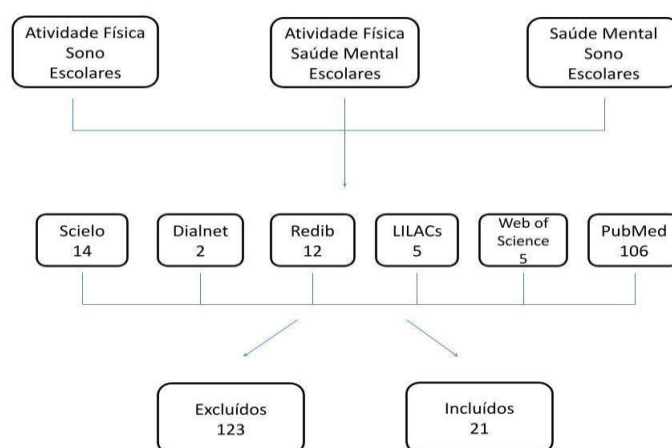 Atividade Física
Sono
Escolares
Atividade Física
Saúde Mental
Escolares
Saúde Mental
Sono
Escolares
Scielo
14
Dialnet
2
Redib
12
LILACs
5
Web of
Science
5
PubMed
106
Excluídos
123
Incluídos
21